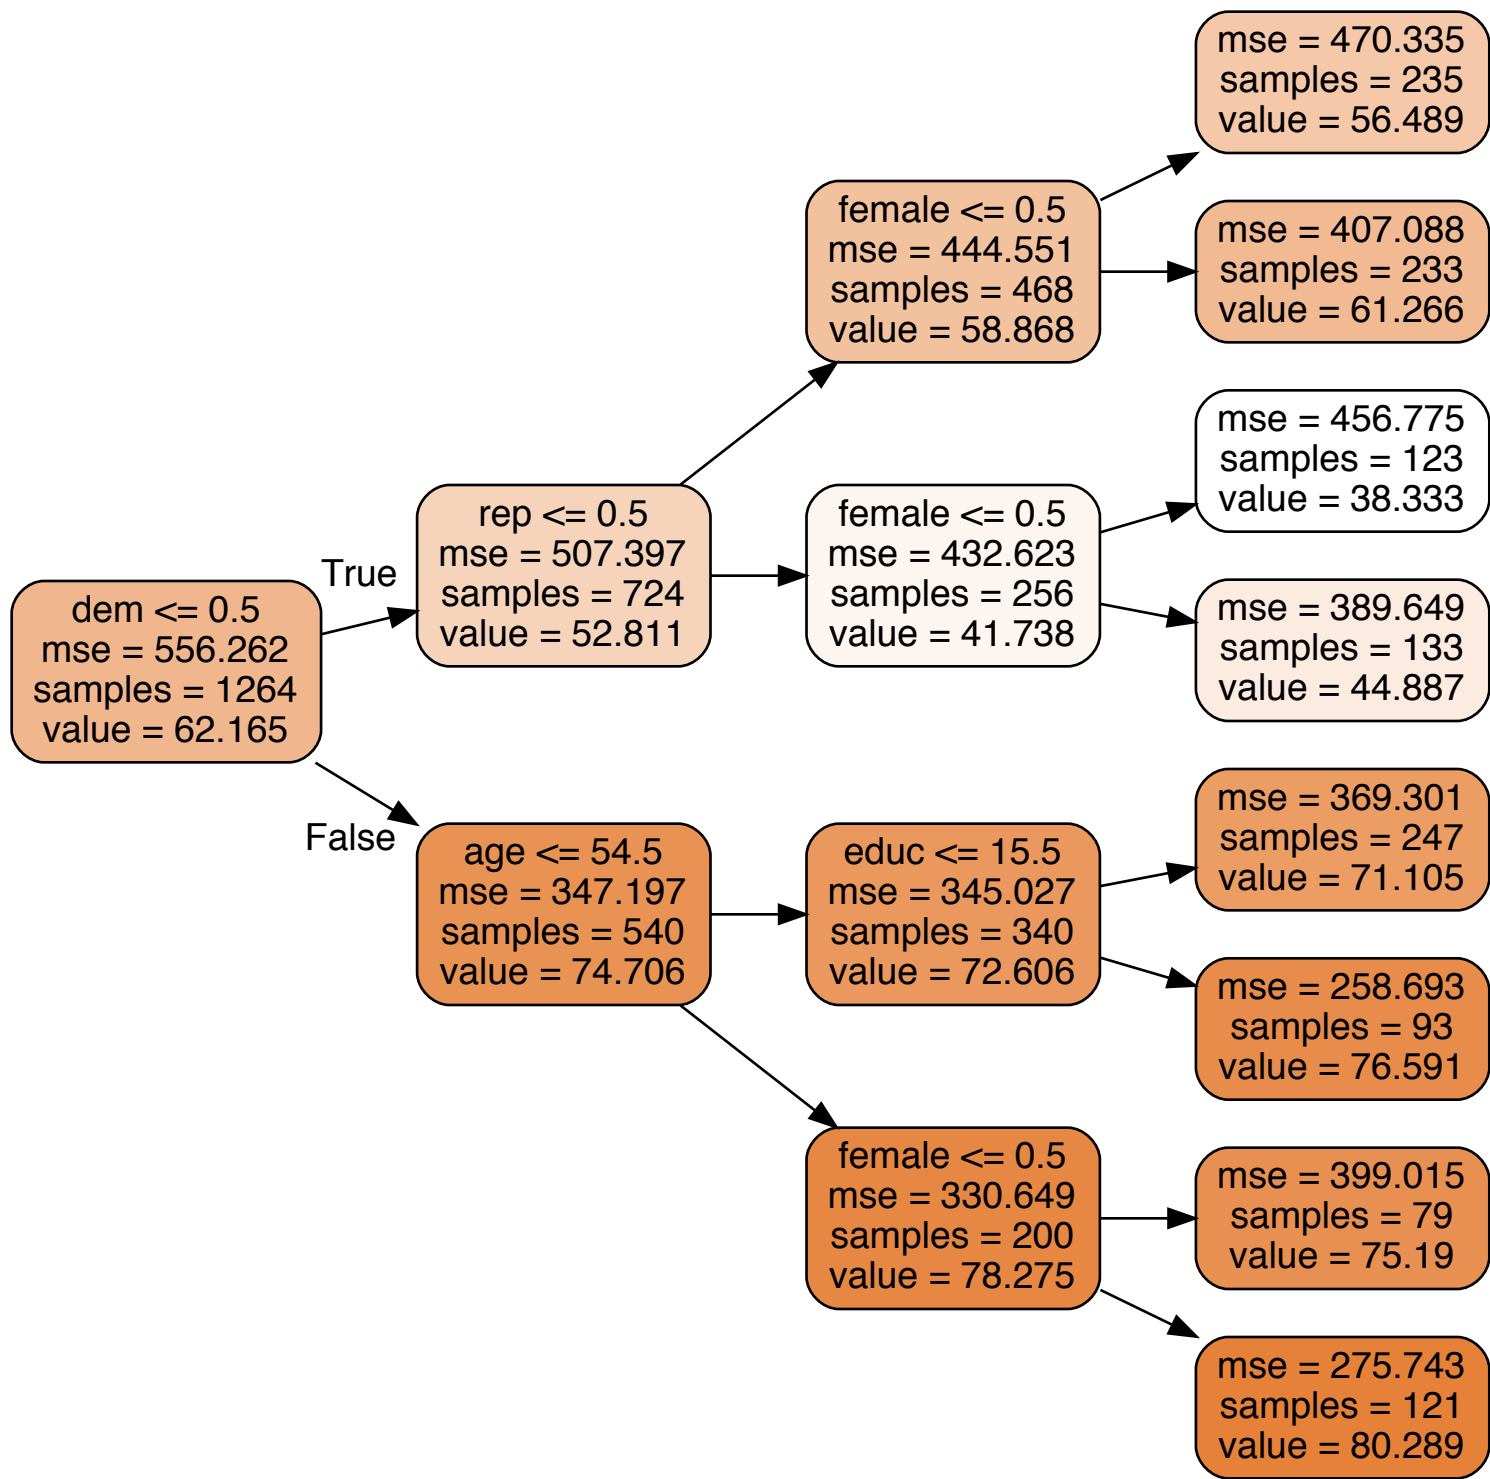 dem <= 0.5
mse = 556.262
samples = 1264
value = 62.165
True
False
rep <= 0.5
mse = 507.397
samples = 724
value = 52.811
age <= 54.5
mse = 347.197
samples = 540
value = 74.706
female <= 0.5
mse = 444.551
samples = 468
value = 58.868
female <= 0.5
mse = 432.623
samples = 256
value = 41.738
educ <= 15.5
mse = 345.027
samples = 340
value = 72.606
female <= 0.5
mse = 330.649
samples = 200
value = 78.275
mse = 470.335
samples = 235
value = 56.489
mse = 407.088
samples = 233
value = 61.266
mse = 456.775
samples = 123
value = 38.333
mse = 389.649
samples = 133
value = 44.887
mse = 369.301
samples = 247
value = 71.105
mse = 258.693
samples = 93
value = 76.591
mse = 399.015
samples = 79
value = 75.19
mse = 275.743
samples = 121
value = 80.289